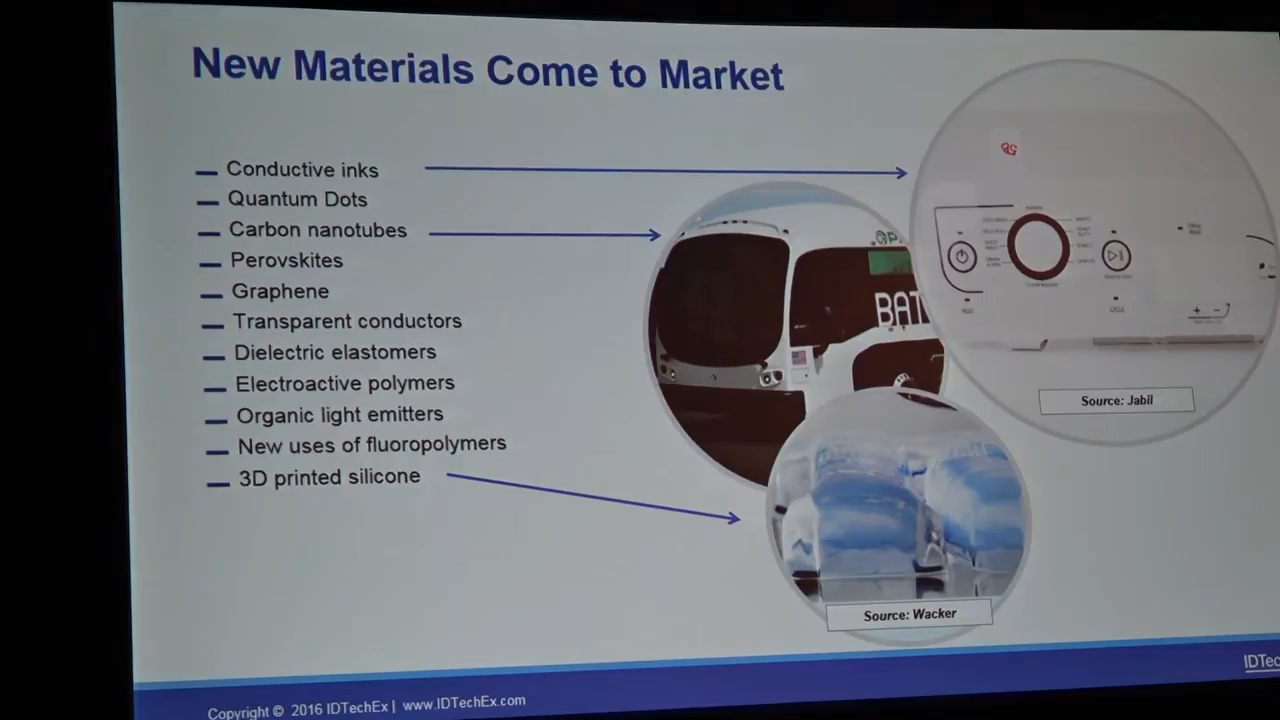 New Materials Come to Market
Conductive inks
Quantum Dots
Carbon nanotubes
Perovskites
Graphene
Transparent conductors
Dielectric elastomers
Electroactive polymers
Organic light emitters
New uses of fluoropolymers
3D printed silicone
BAT
Source: Jabil
Source: Wacker
Copyright © 2016 IDTechEx | www.IDTechEx.com
IDTec